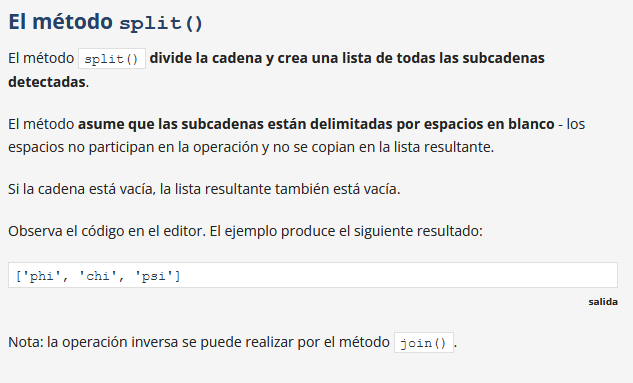 El método split()
El método split() divide la cadena y crea una lista de todas las subcadenas
detectadas.
El método asume que las subcadenas están delimitadas por espacios en blanco - los
espacios no participan en la operación y no se copian en la lista resultante.
Si la cadena está vacía, la lista resultante también está vacía.
Observa el código en el editor. El ejemplo produce el siguiente resultado:
['phi', 'chi', 'psi']
salida
Nota: la operación inversa se puede realizar por el método join().